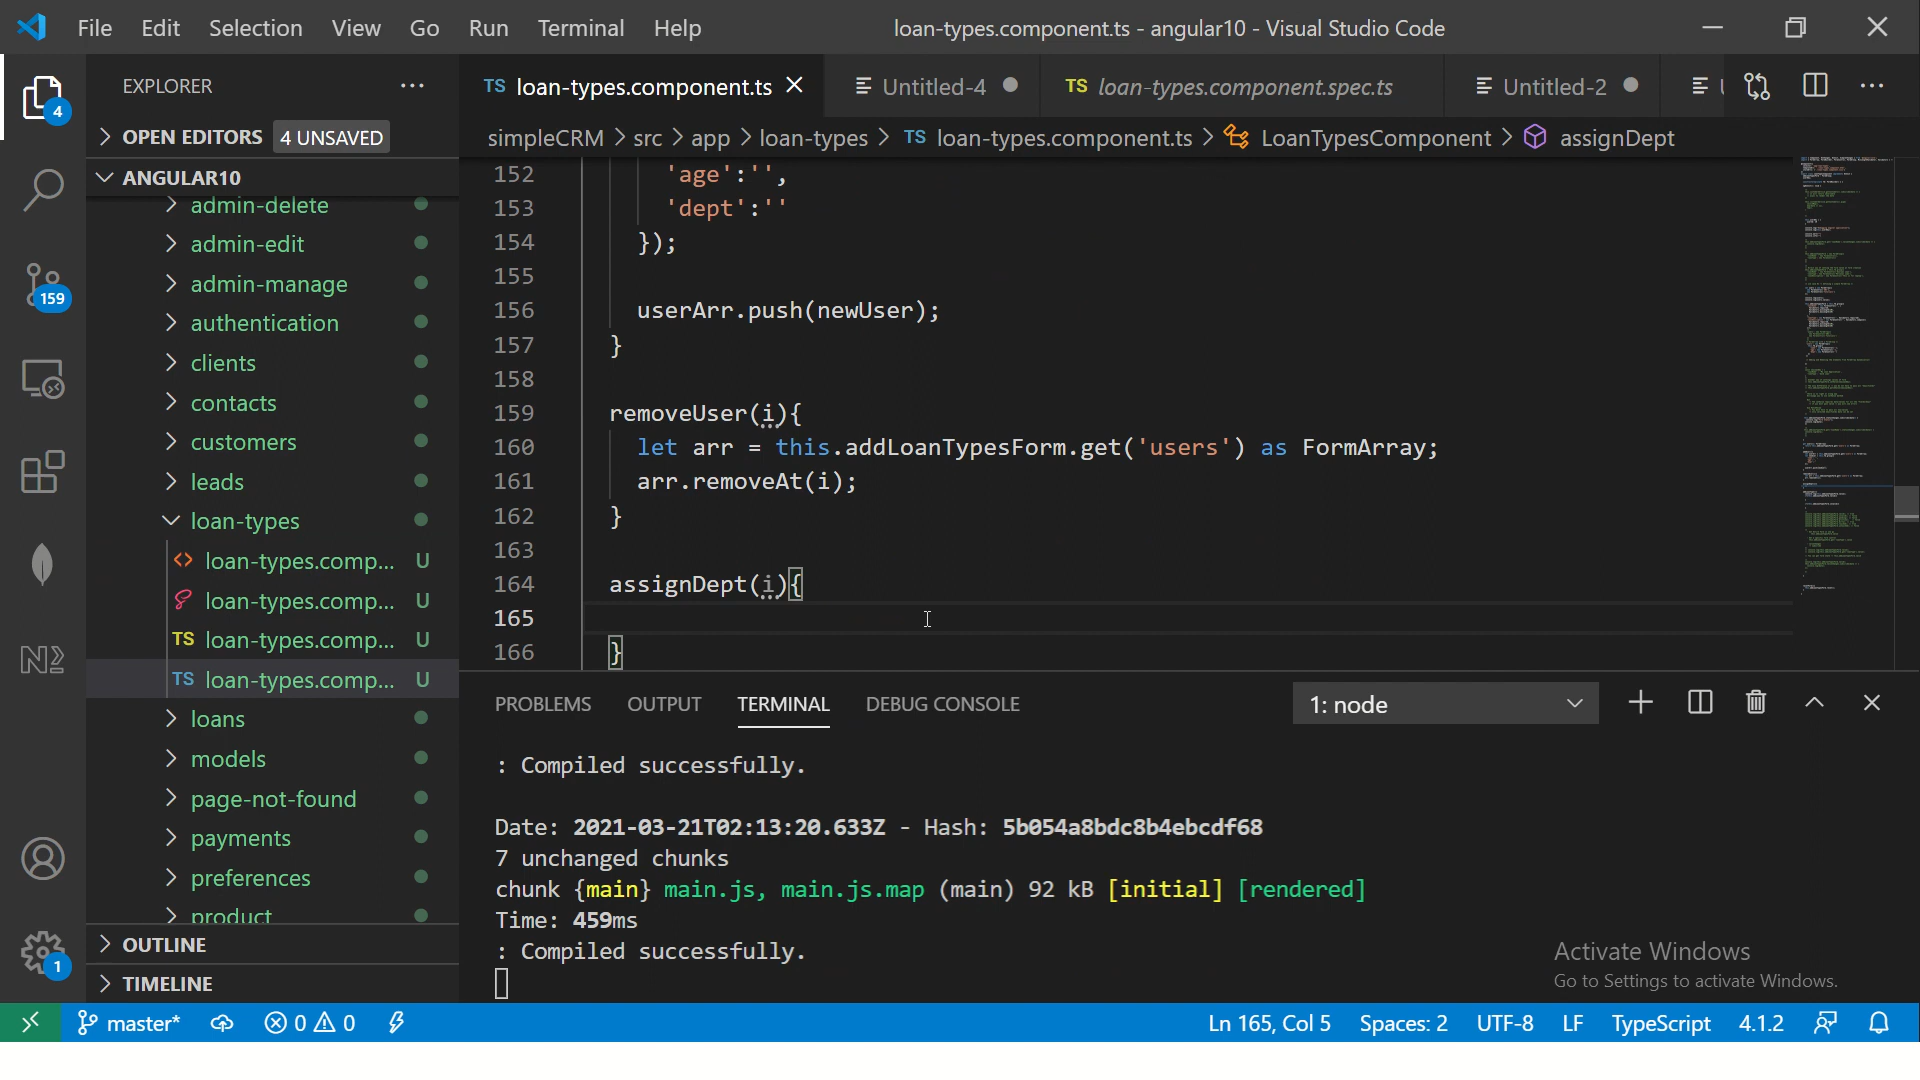 File Edit Selection View Go Run Terminal Help
loan-types.component.ts - angular10 - Visual Studio Code
EXPLORER
OPEN EDITORS 4 UNSAVED
ANGULAR10
admin-delete
admin-edit
admin-manage
authentication
clients
contacts
customers
leads
loan-types
loan-types.comp... U
loan-types.comp... U
TS loan-types.comp... U
TS loan-types.comp... U
loans
models
page-not-found
payments
preferences
product
OUTLINE
TIMELINE
4
159
1
TS loan-types.component.ts
Untitled-4
TS loan-types.component.spec.ts
Untitled-2
simpleCRM > src > app > loan-types > TS loan-types.component.ts > LoanTypesComponent > assignDept
152 'age':'',
153 'dept':''
154 });
155
156 userArr.push(newUser);
157 }
158
159 removeUser(i){
160 let arr = this.addLoanTypesForm.get('users') as FormArray;
161 arr.removeAt(i);
162 }
163
164 assignDept(i){
165
166 }
PROBLEMS OUTPUT TERMINAL DEBUG CONSOLE
1: node
: Compiled successfully.
Date: 2021-03-21T02:13:20.633Z - Hash: 5b054a8bdc8b4ebcdf68
7 unchanged chunks
chunk {main} main.js, main.js.map (main) 92 kB [initial] [rendered]
Time: 459ms
: Compiled successfully.
Activate Windows
Go to Settings to activate Windows.
master* 0 0
Ln 165, Col 5 Spaces: 2 UTF-8 LF TypeScript 4.1.2